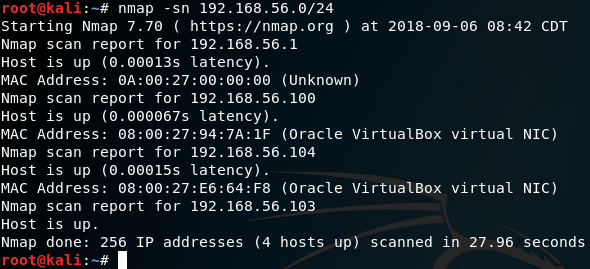 root@kali:~# nmap -sn 192.168.56.0/24
Starting Nmap 7.70 ( https://nmap.org ) at 2018-09-06 08:42 CDT
Nmap scan report for 192.168.56.1
Host is up (0.00013s latency).
MAC Address: 0A:00:27:00:00:00 (Unknown)
Nmap scan report for 192.168.56.100
Host is up (0.000067s latency).
MAC Address: 08:00:27:94:7A:1F (Oracle VirtualBox virtual NIC)
Nmap scan report for 192.168.56.104
Host is up (0.00015s latency).
MAC Address: 08:00:27:E6:64:F8 (Oracle VirtualBox virtual NIC)
Nmap scan report for 192.168.56.103
Host is up.
Nmap done: 256 IP addresses (4 hosts up) scanned in 27.96 seconds
root@kali:~#